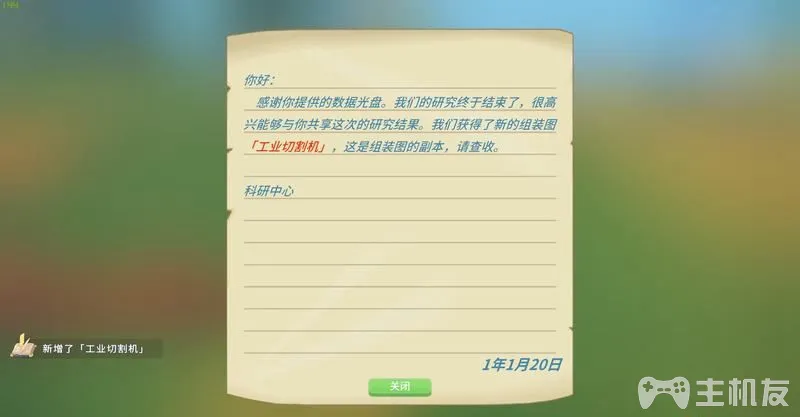 你好：
感谢你提供的数据光盘。我们的研究终于结束了，很高
兴能够与你共享这次的研究结果。我们获得了新的组装图
「工业切割机」，这是组装图的副本，请查收。
科研中心
新增了「工业切割机」
1年1月20日
关闭
主机友